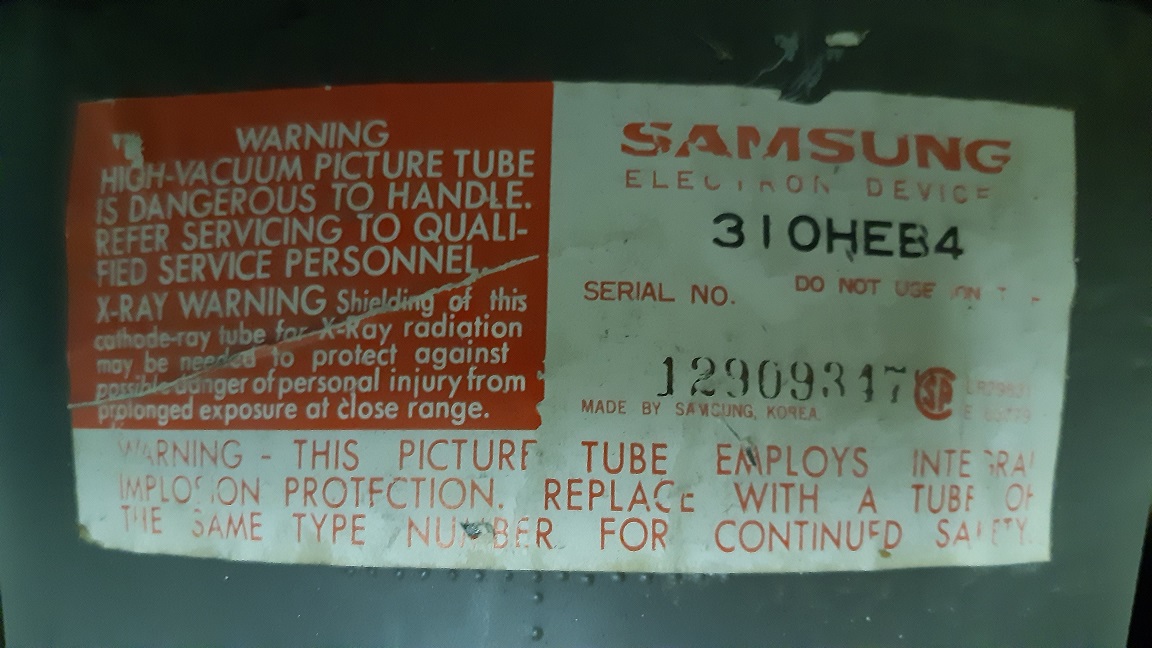 WARNING
HIGH-VACUUM PICTURE TUBE
IS DANGEROUS TO HANDLE.
REFER SERVICING TO QUALI-
FIED SERVICE PERSONNEL
X-RAY WARNING Shielding of this
cathode-ray tube for X-Ray radiation
may be needed to protect against
possible danger of personal injury from
prolonged exposure at close range.
SAMSUNG
ELECTRON DEVICE
310HEB4
SERIAL NO.
DO NOT USE
12909347
MADE BY SAMSUNG, KOREA
WARNING - THIS PICTURE TUBE EMPLOYS INTEGRAL
IMPLOSION PROTECTION. REPLACE WITH A TUBE OF
THE SAME TYPE NUMBER FOR CONTINUED SAFETY.